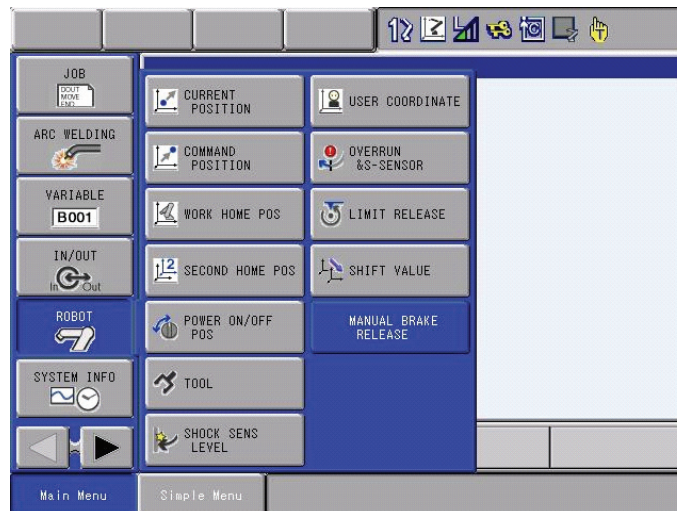 JOB
DOUT
MOVE
END
ARC WELDING
VARIABLE
B001
IN/OUT
In Out
ROBOT
SYSTEM INFO
CURRENT
POSITION
COMMAND
POSITION
WORK HOME POS
SECOND HOME POS
POWER ON/OFF
POS
TOOL
SHOCK SENS
LEVEL
USER COORDINATE
OVERRUN
&S-SENSOR
LIMIT RELEASE
SHIFT VALUE
MANUAL BRAKE
RELEASE
Main Menu
Simple Menu